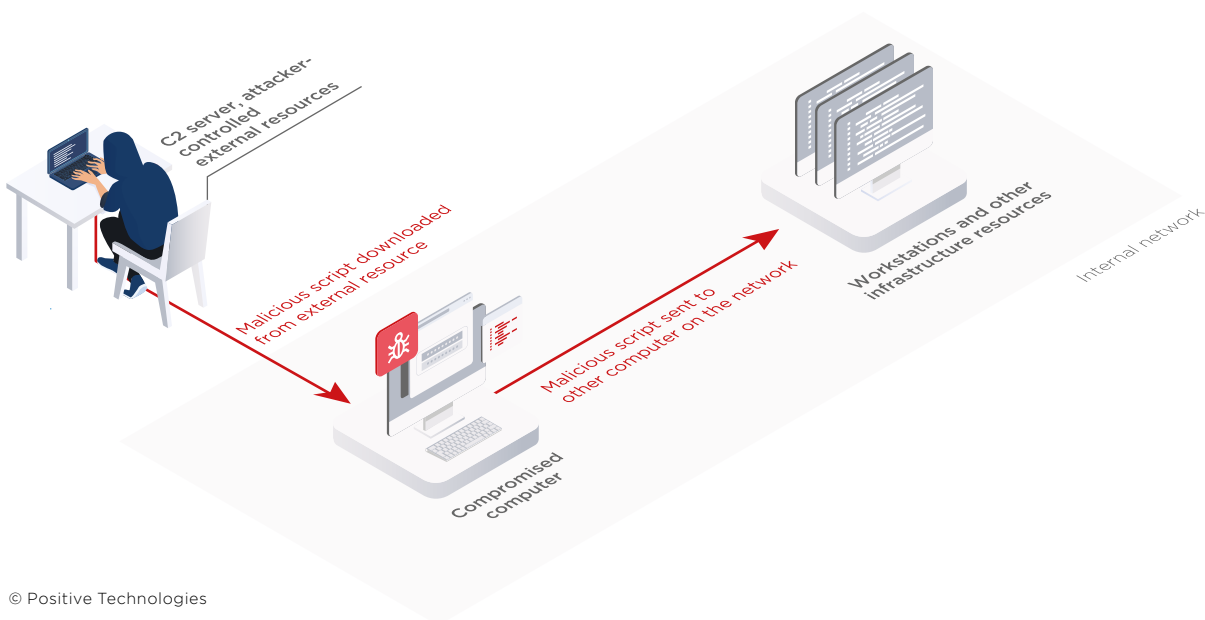 C2 server, attacker-
controlled
external resources
Malicious script downloaded
from external resource
Compromised
computer
Malicious script sent to
other computer on the network
Workstations and other
infrastructure resources
Internal network
© Positive Technologies